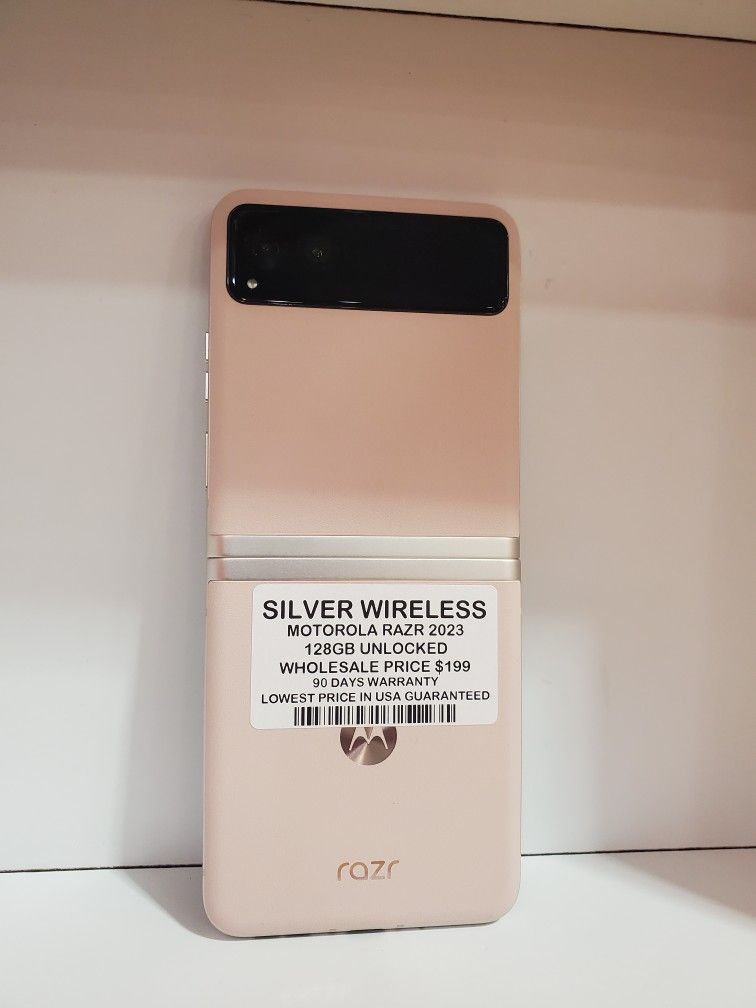 SILVER WIRELESS
MOTOROLA RAZR 2023
128GB UNLOCKED
WHOLESALE PRICE $199
90 DAYS WARRANTY
LOWEST PRICE IN USA GUARANTEED
razr